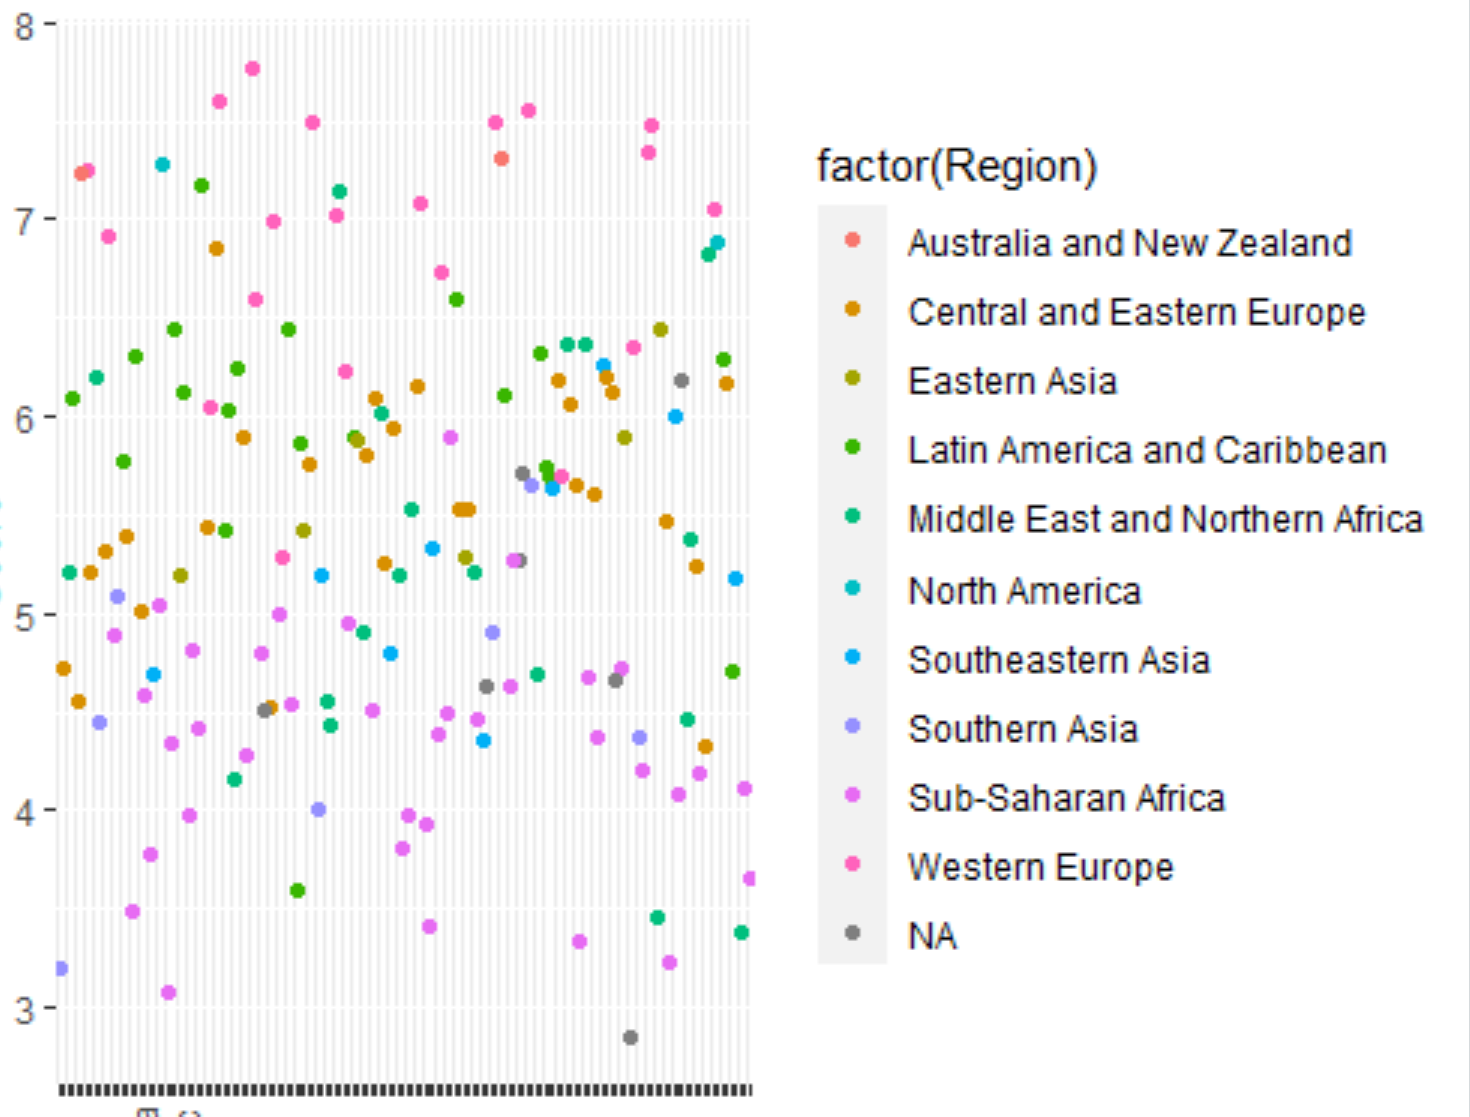 8
7
6
5
4
3
factor(Region)
Australia and New Zealand
Central and Eastern Europe
Eastern Asia
Latin America and Caribbean
Middle East and Northern Africa
North America
Southeastern Asia
Southern Asia
Sub-Saharan Africa
Western Europe
NA